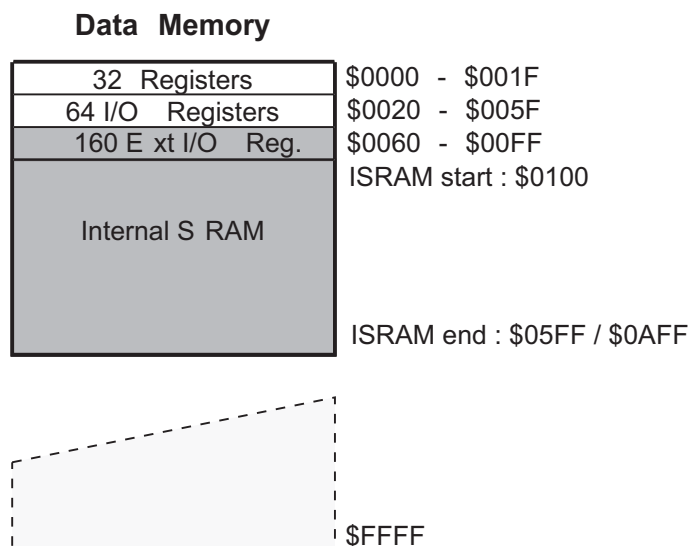 Data Memory
32 Registers
$0000 - $001F
64 I/O Registers
$0020 - $005F
160 E xt I/O Reg.
$0060 - $00FF
ISRAM start : $0100
Internal S RAM
ISRAM end : $05FF / $0AFF
$FFFF